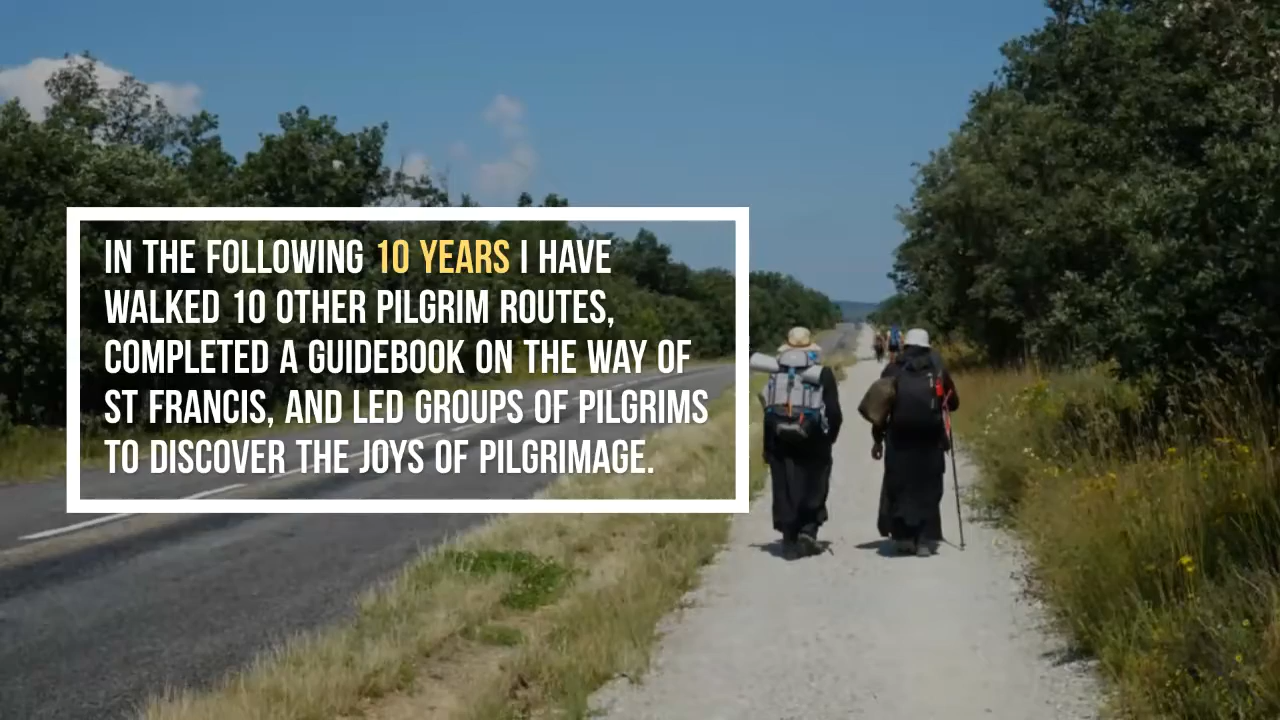 IN THE FOLLOWING 10 YEARS I HAVE
WALKED 10 OTHER PILGRIM ROUTES,
COMPLETED A GUIDEBOOK ON THE WAY OF
ST FRANCIS, AND LED GROUPS OF PILGRIMS
TO DISCOVER THE JOYS OF PILGRIMAGE.